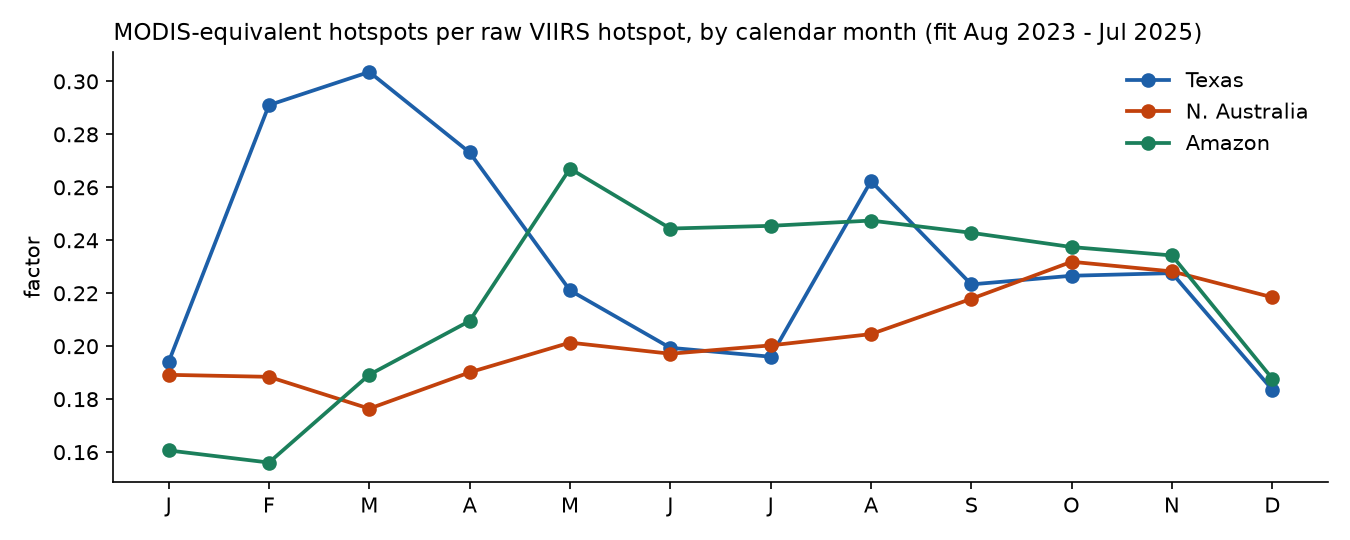 MODIS-equivalent hotspots per raw VIIRS hotspot, by calendar month (fit Aug 2023 - Jul 2025)
Texas
N. Australia
Amazon
factor
0.30
0.28
0.26
0.24
0.22
0.20
0.18
0.16
J F M A M J J A S O N D